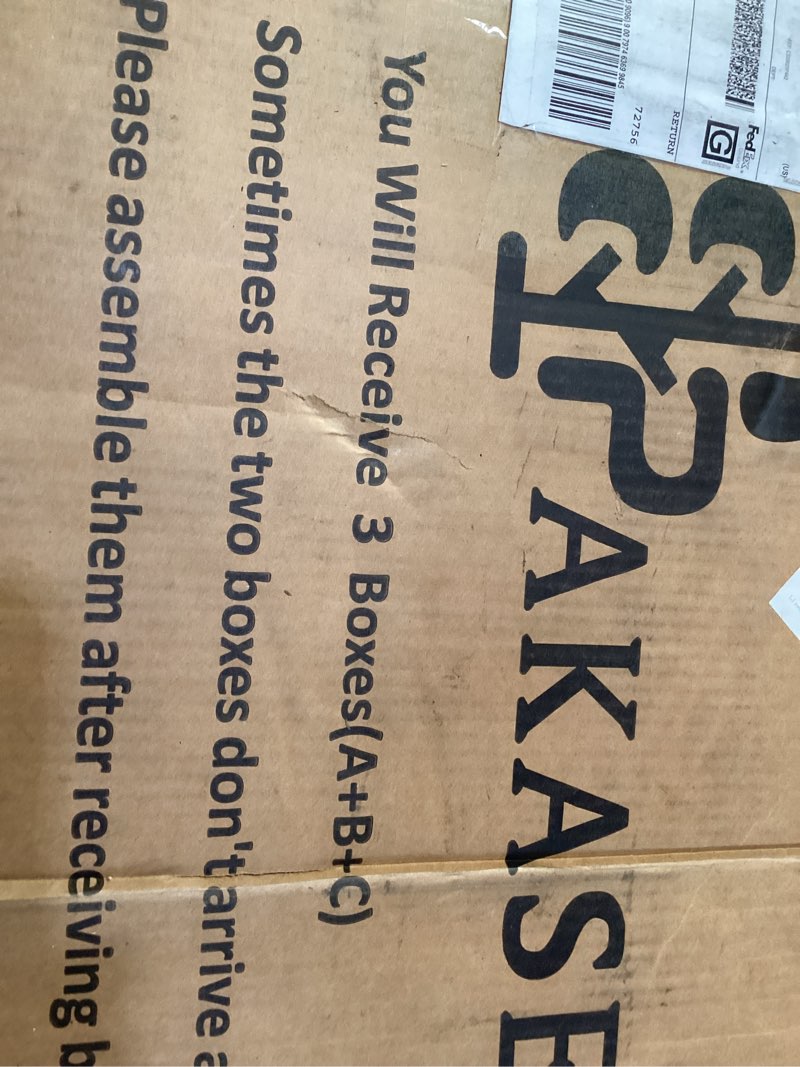 RETURN
72756
FedEx
G
PAKASE
You Will Receive 3 Boxes(A+B+C)
Sometimes the two boxes don't arrive
Please assemble them after receiving